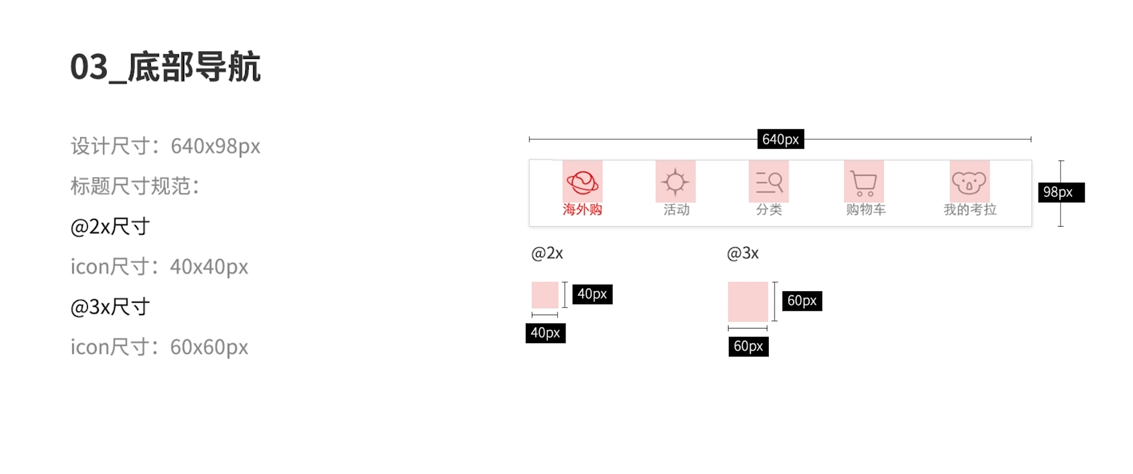 03_底部导航
设计尺寸：640x98px
标题尺寸规范：
@2x尺寸
icon尺寸：40x40px
@3x尺寸
icon尺寸：60x60px
640px
海外购 活动 分类 购物车 我的考拉
98px
@2x @3x
40px 60px
40px 60px